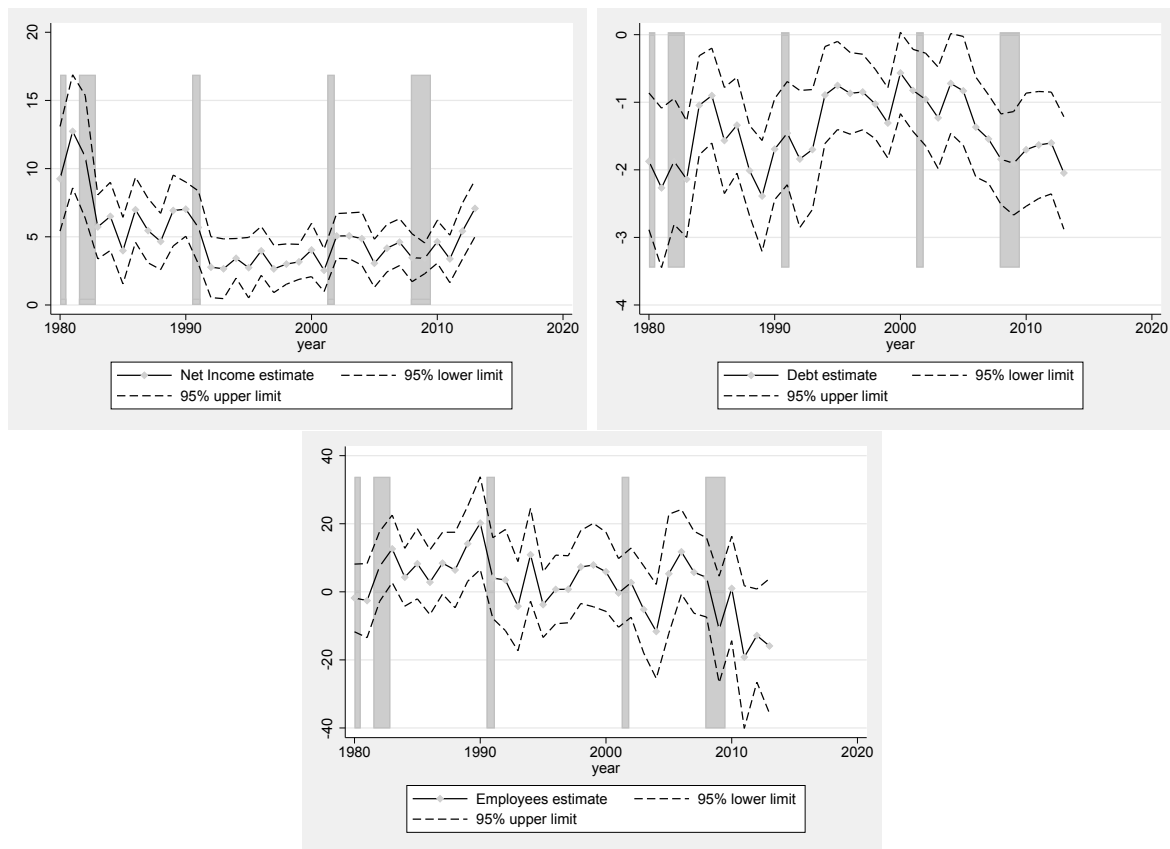 20
15
10
5
0
1980 1990 2000 2010 2020
year
Net Income estimate 95% lower limit
95% upper limit
0
-1
-2
-3
-4
1980 1990 2000 2010 2020
year
Debt estimate 95% lower limit
95% upper limit
40
20
0
-20
-40
1980 1990 2000 2010 2020
year
Employees estimate 95% lower limit
95% upper limit